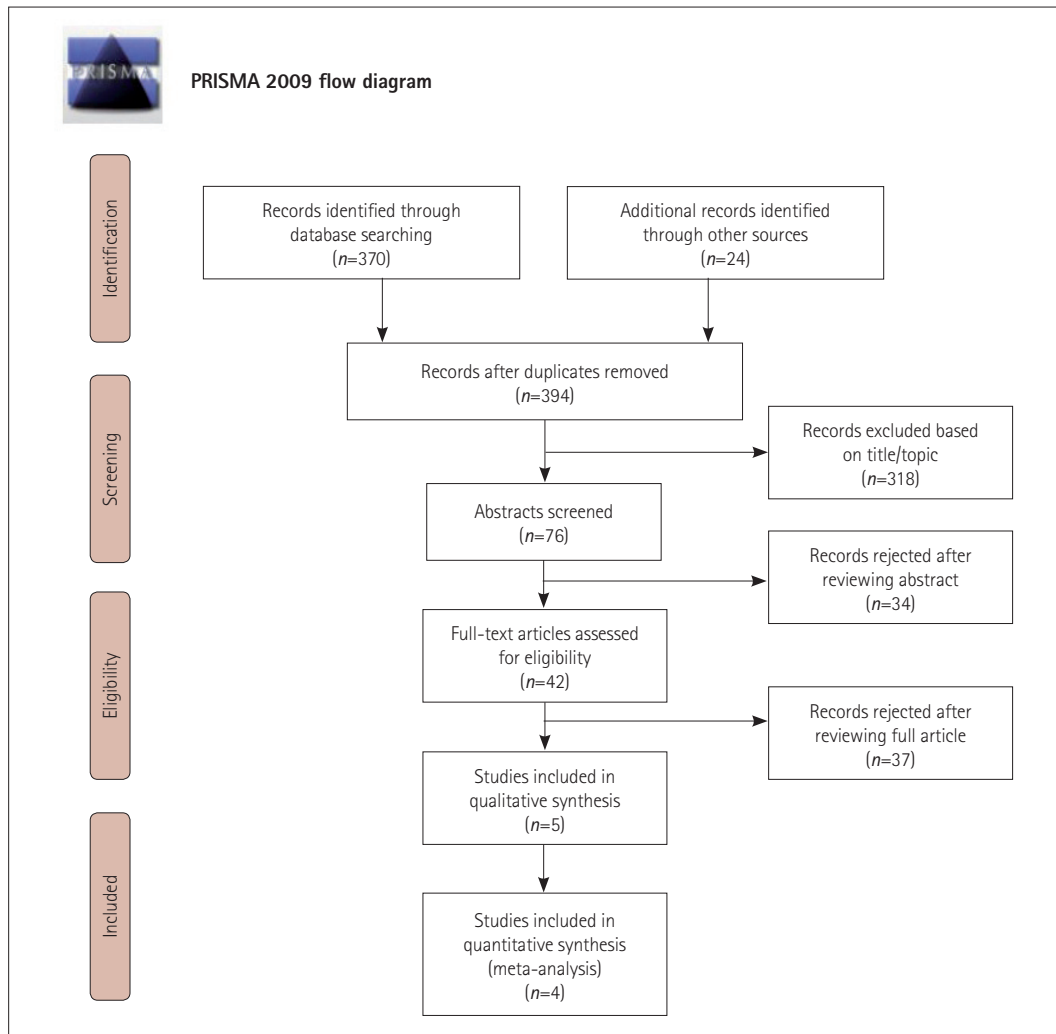 PRISMA
PRISMA 2009 flow diagram
Identification
Records identified through
database searching
(n=370)
Additional records identified
through other sources
(n=24)
Records after duplicates removed
(n=394)
Screening
Records excluded based
on title/topic
(n=318)
Abstracts screened
(n=76)
Records rejected after
reviewing abstract
(n=34)
Eligibility
Full-text articles assessed
for eligibility
(n=42)
Records rejected after
reviewing full article
(n=37)
Studies included in
qualitative synthesis
(n=5)
Included
Studies included in
quantitative synthesis
(meta-analysis)
(n=4)